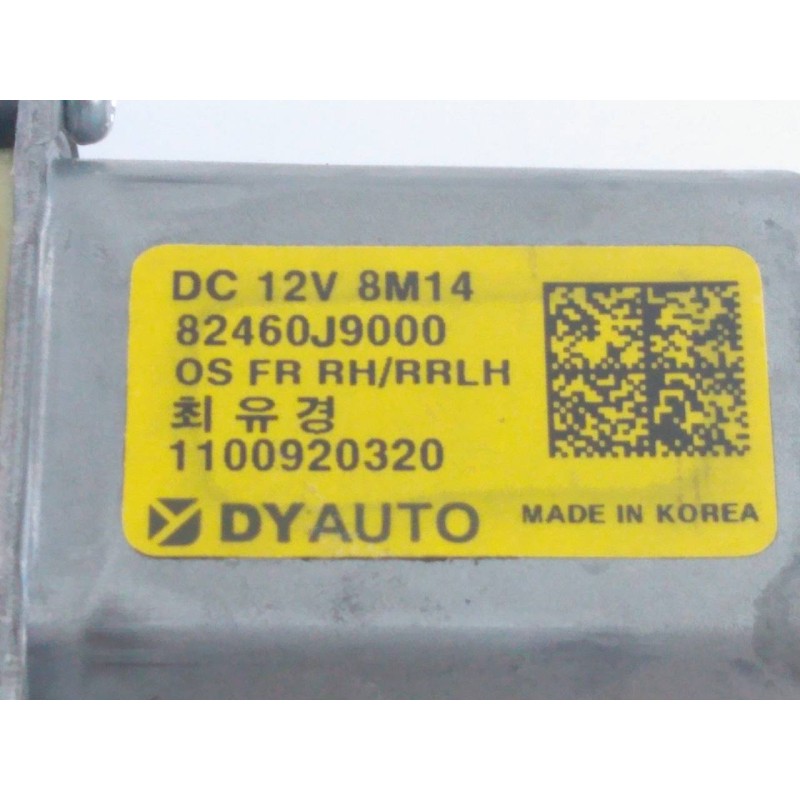 DC 12V 8M14
82460J9000
OS FR RH/RRLH
최 유 경
1100920320
DYAUTO MADE IN KOREA